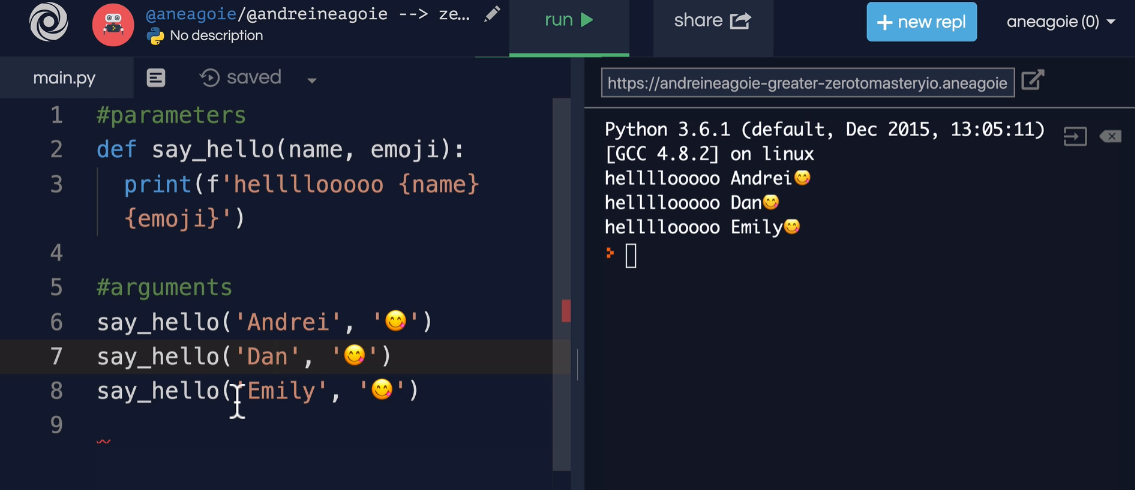 @aneagoie/@andreineagoie --> ze...
No description
run
share
+ new repl
aneagoie (0)
main.py
saved
https://andreineagoie-greater-zerotomasteryio.aneagoie
1 #parameters
2 def say_hello(name, emoji):
3 print(f'hellllooooo {name}
{emoji}')
4
5 #arguments
6 say_hello('Andrei', '😋')
7 say_hello('Dan', '😋')
8 say_hello('Emily', '😋')
9
Python 3.6.1 (default, Dec 2015, 13:05:11)
[GCC 4.8.2] on linux
hellllooooo Andrei😋
hellllooooo Dan😋
hellllooooo Emily😋